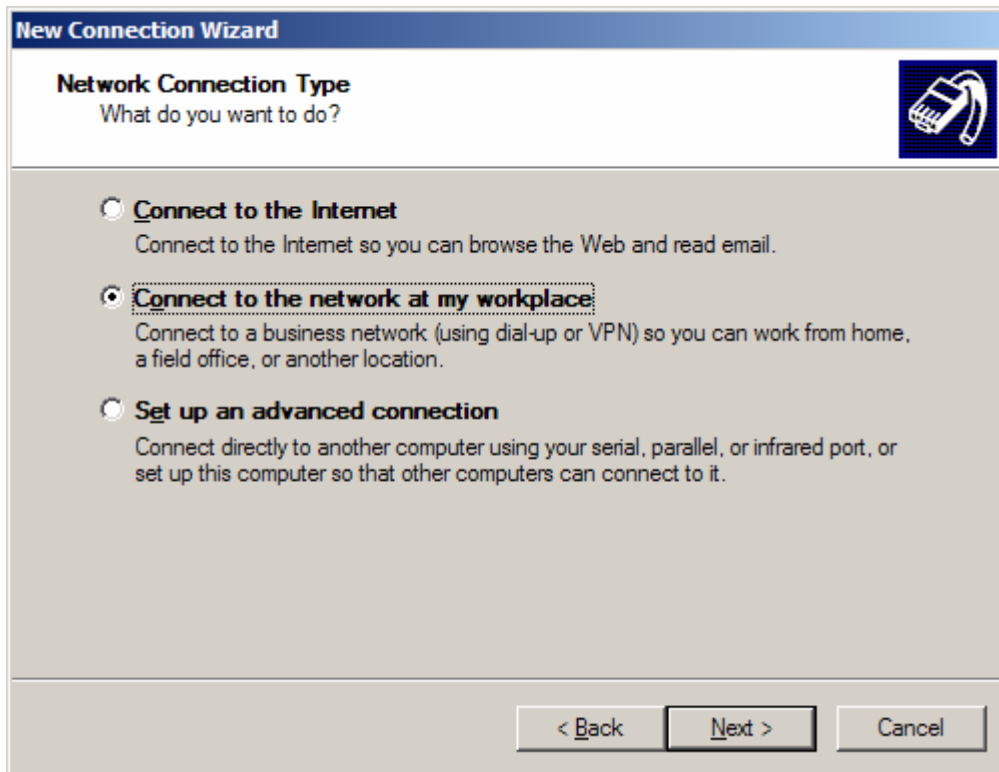 New Connection Wizard
Network Connection Type
What do you want to do?
Connect to the Internet
Connect to the Internet so you can browse the Web and read email.
Connect to the network at my workplace
Connect to a business network (using dial-up or VPN) so you can work from home,
a field office, or another location.
Set up an advanced connection
Connect directly to another computer using your serial, parallel, or infrared port, or
set up this computer so that other computers can connect to it.
< Back Next > Cancel